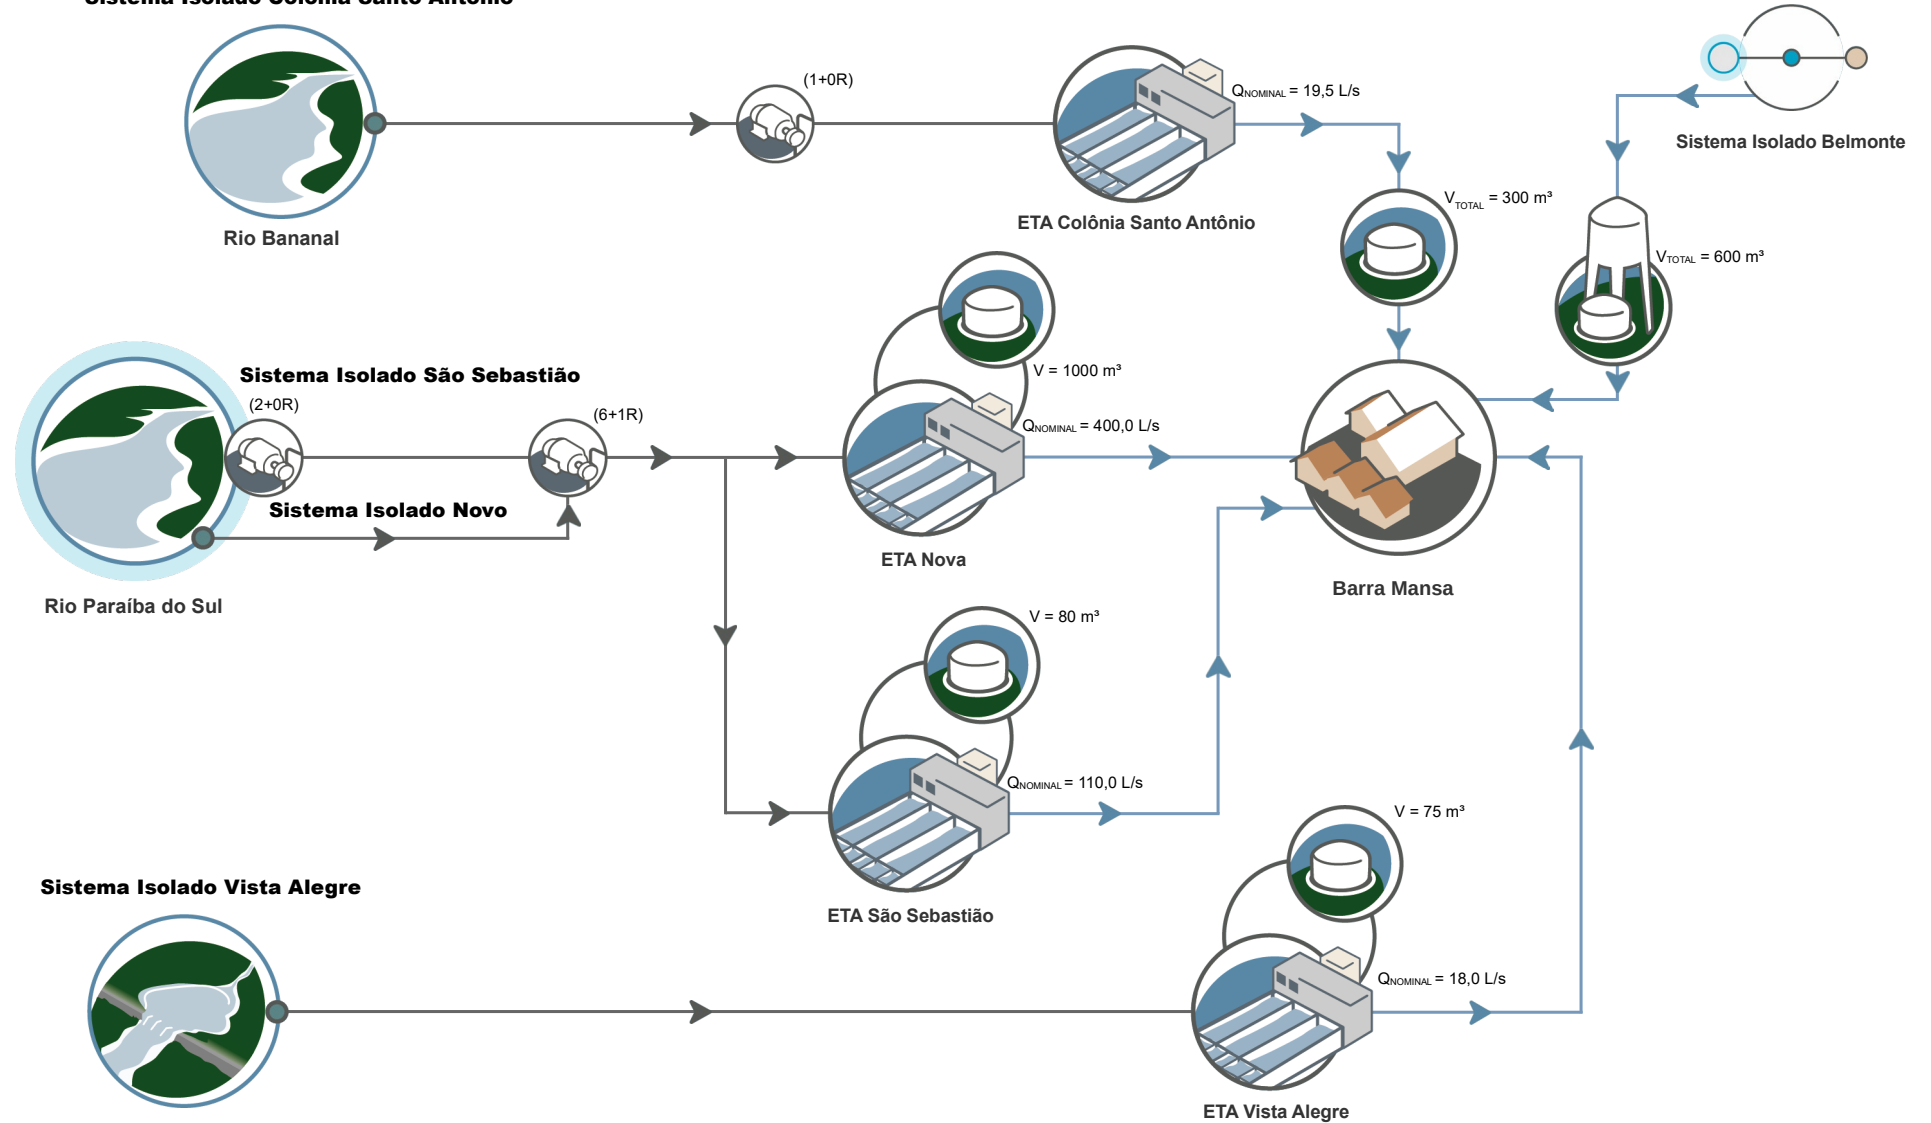 Sistema Isolado Colônia Santo Antônio
(1+0R)
QNOMINAL = 19,5 L/s
Sistema Isolado Belmonte
VTOTAL = 300 m³
ETA Colônia Santo Antônio
Rio Bananal
VTOTAL = 600 m³
V = 1000 m³
Sistema Isolado São Sebastião
(2+0R)
(6+1R)
QNOMINAL = 400,0 L/s
Sistema Isolado Novo
ETA Nova
Barra Mansa
Rio Paraíba do Sul
V = 80 m³
QNOMINAL = 110,0 L/s
V = 75 m³
Sistema Isolado Vista Alegre
ETA São Sebastião
QNOMINAL = 18,0 L/s
ETA Vista Alegre